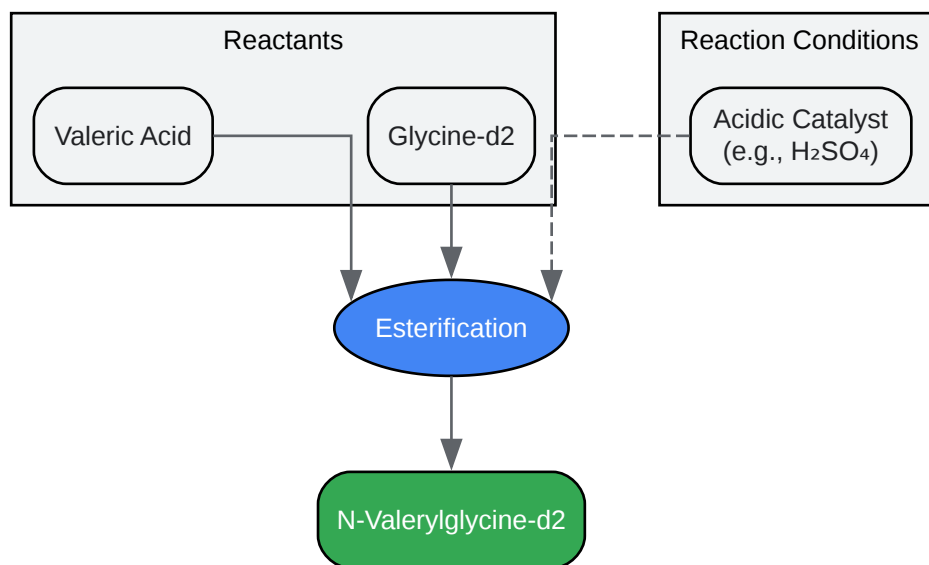 Reactants
Reaction Conditions
Valeric Acid
Glycine-d2
Acidic Catalyst
(e.g., H₂SO₄)
Esterification
N-Valerylglycine-d2